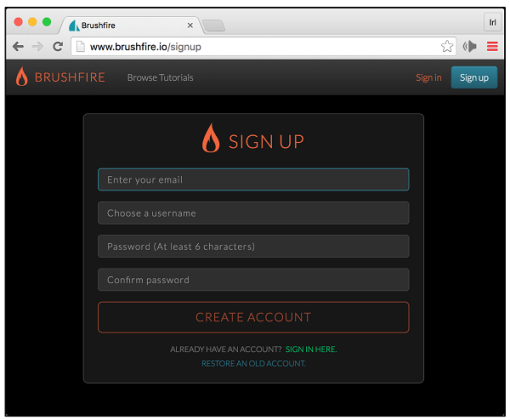 Brushfire
Irl
www.brushfire.io/signup
BRUSHFIRE Browse Tutorials Sign in Sign up
SIGN UP
Enter your email
Choose a username
Password (At least 6 characters)
Confirm password
CREATE ACCOUNT
ALREADY HAVE AN ACCOUNT? SIGN IN HERE.
RESTORE AN OLD ACCOUNT.